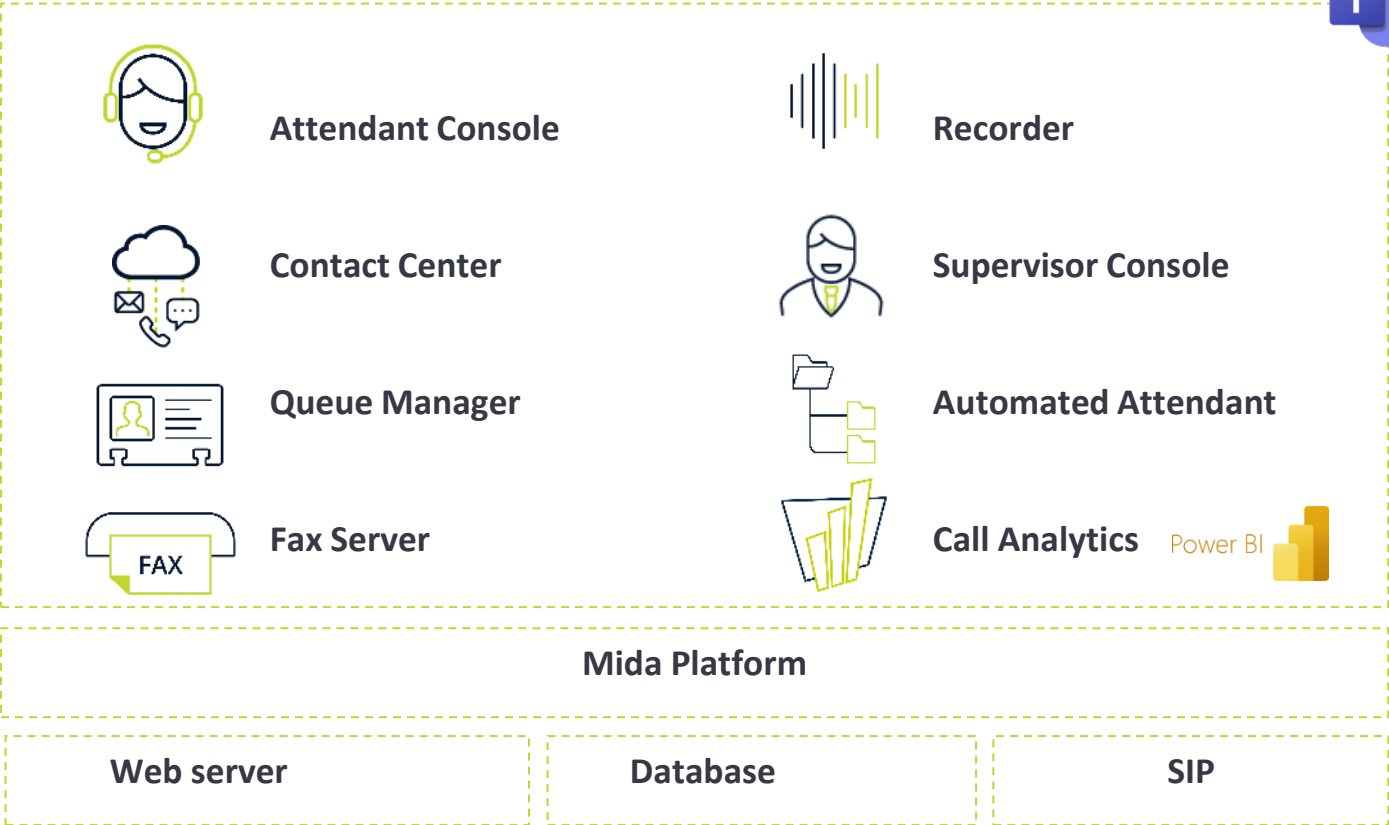 Attendant Console
Recorder
Contact Center
Supervisor Console
Queue Manager
Automated Attendant
Fax Server
FAX
Call Analytics
Power BI
Mida Platform
Web server
Database
SIP